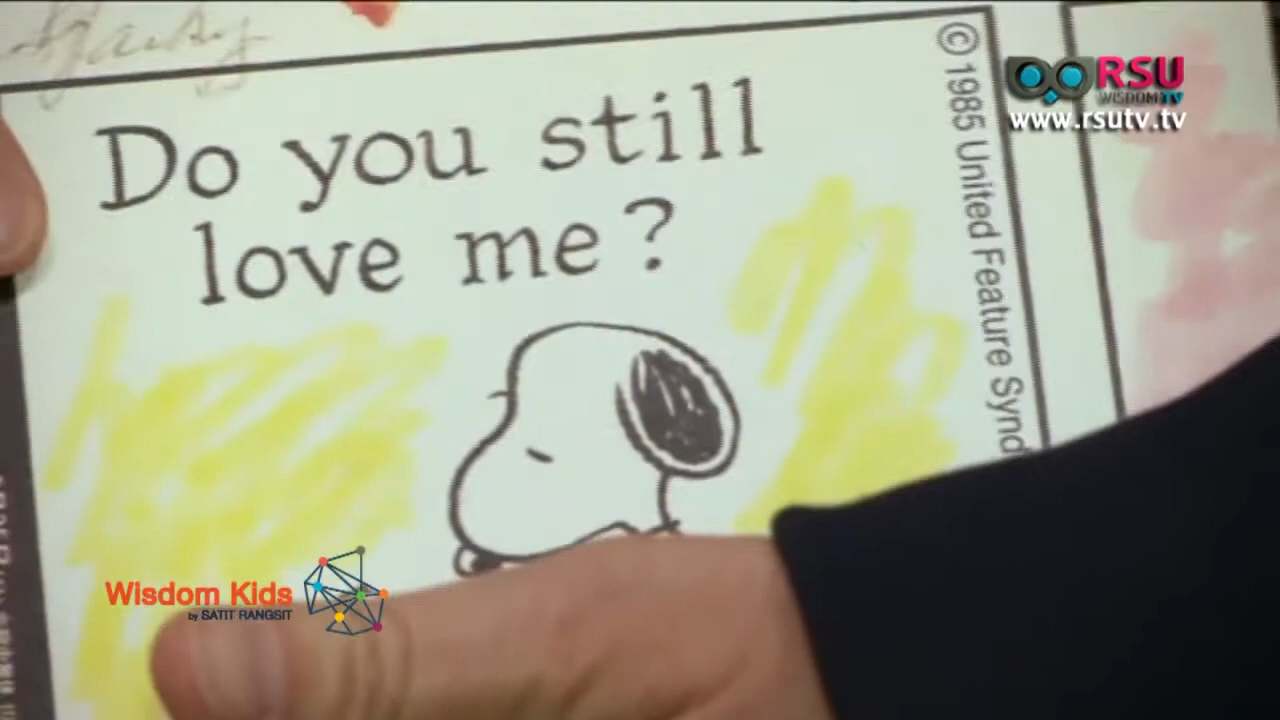 Do you still
love me?
© 1985 United Feature Synd
RSU
WISDOM TV
www.rsutv.tv
Wisdom Kids
by SATIT RANGSIT